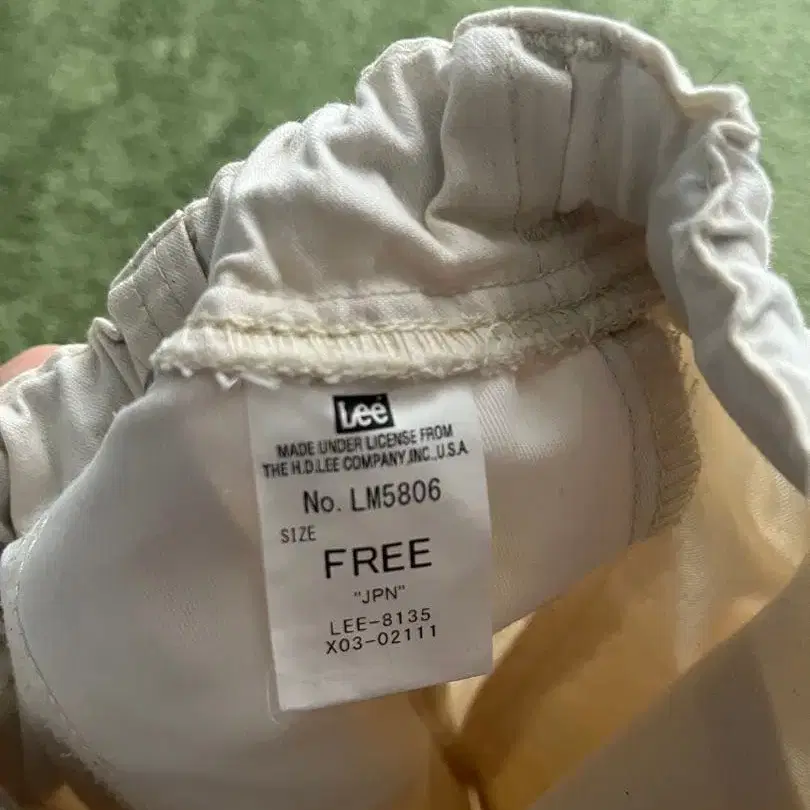 Lee
MADE UNDER LICENSE FROM
THE H.D.LEE COMPANY,INC.,U.S.A.
No. LM5806
SIZE
FREE
"JPN"
LEE-8135
X03-02111